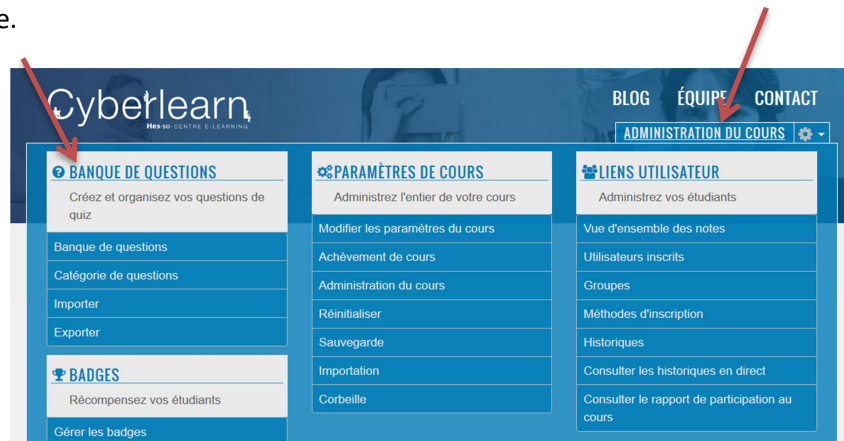 e.
Cyberlearn
Hes·so·CENTRE E-LEARNING
BLOG ÉQUIPE CONTACT
ADMINISTRATION DU COURS
BANQUE DE QUESTIONS
Créez et organisez vos questions de
quiz
Banque de questions
Catégorie de questions
Importer
Exporter
BADGES
Récompensez vos étudiants
Gérer les badges
PARAMÈTRES DE COURS
Administrez l'entier de votre cours
Modifier les paramètres du cours
Achèvement de cours
Administration du cours
Réinitialiser
Sauvegarde
Importation
Corbeille
LIENS UTILISATEUR
Administrez vos étudiants
Vue d'ensemble des notes
Utilisateurs inscrits
Groupes
Méthodes d'inscription
Historiques
Consulter les historiques en direct
Consulter le rapport de participation au
cours